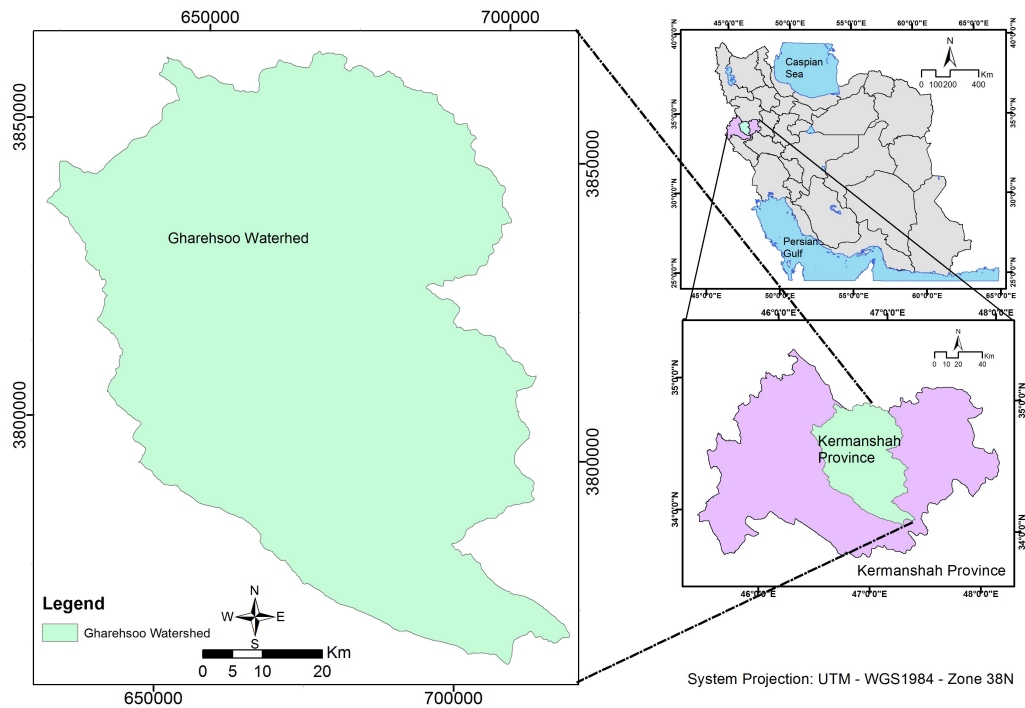 650000
700000
3850000
3800000
3850000
3800000
Gharehsoo Waterhed
Legend
Gharehsoo Watershed
N
W
E
S
Km
0 5 10 20
650000
700000
45°0'0"E 50°0'0"E 55°0'0"E 60°0'0"E 65°0'0"E
40°0'0"N
35°0'0"N
30°0'0"N
25°0'0"N
40°0'0"N
35°0'0"N
30°0'0"N
25°0'0"N
Caspian
Sea
N
Km
0 100200 400
Persian
Gulf
45°0'0"E 50°0'0"E 55°0'0"E 60°0'0"E 65°0'0"E
46°0'0"E 47°0'0"E 48°0'0"E
35°0'0"N
34°0'0"N
35°0'0"N
34°0'0"N
N
Km
0 10 20 40
Kermanshah
Province
Kermanshah Province
46°0'0"E 47°0'0"E 48°0'0"E
System Projection: UTM - WGS1984 - Zone 38N